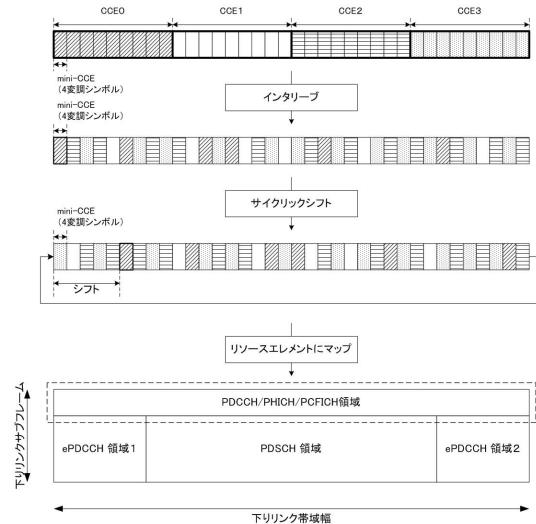 CCE0 CCE1 CCE2 CCE3
mini-CCE
(4変調シンボル)
インタリーブ
mini-CCE
(4変調シンボル)
サイクリックシフト
mini-CCE
(4変調シンボル)
シフト
リソースエレメントにマップ
下りリンクサブフレーム
PDCCH/PHICH/PCFICH領域
ePDCCH 領域1 PDSCH 領域 ePDCCH 領域2
下りリンク帯域幅